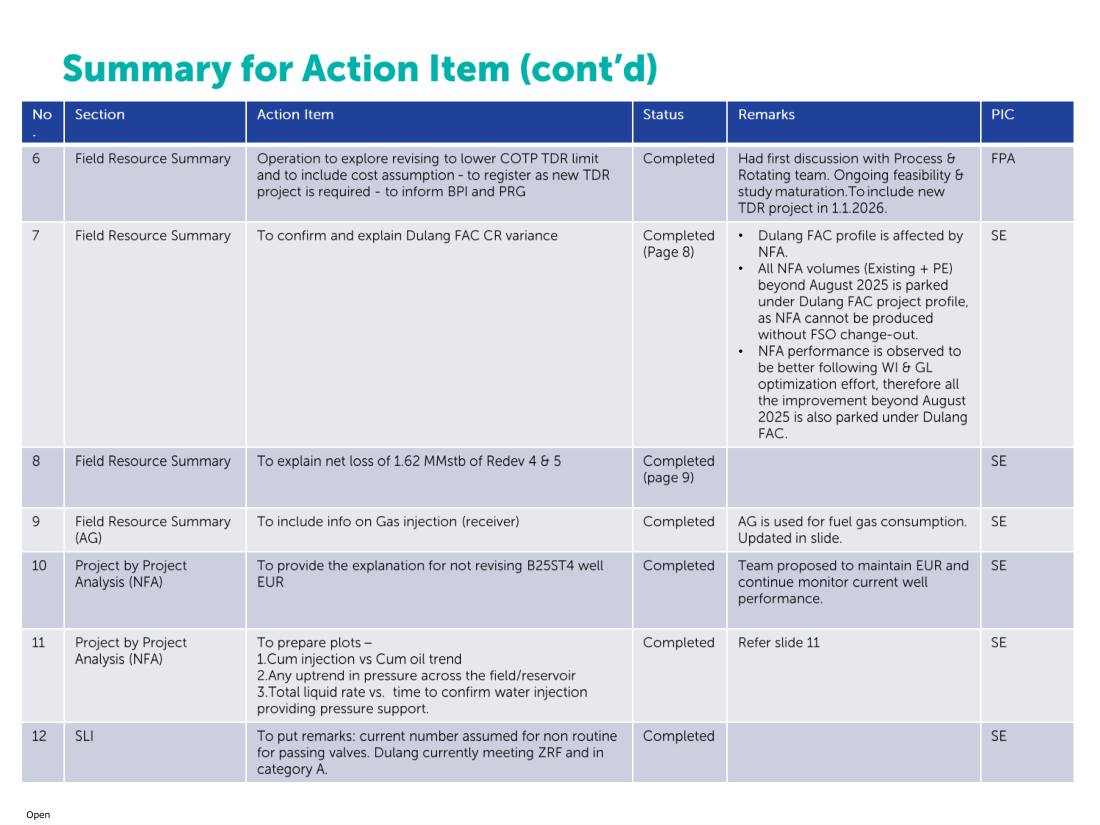 Summary for Action Item (cont’d)
No
.
Section
Action Item
Status
Remarks
PIC
6
Field Resource Summary
Operation to explore revising to lower COTP TDR limit
and to include cost assumption - to register as new TDR
project is required - to inform BPI and PRG
Completed
Had first discussion with Process &
Rotating team. Ongoing feasibility &
study maturation.To include new
TDR project in 1.1.2026.
FPA
7
Field Resource Summary
To confirm and explain Dulang FAC CR variance
Completed
(Page 8)
• Dulang FAC profile is affected by
NFA.
• All NFA volumes (Existing + PE)
beyond August 2025 is parked
under Dulang FAC project profile,
as NFA cannot be produced
without FSO change-out.
• NFA performance is observed to
be better following WI & GL
optimization effort, therefore all
the improvement beyond August
2025 is also parked under Dulang
FAC.
SE
8
Field Resource Summary
To explain net loss of 1.62 MMstb of Redev 4 & 5
Completed
(page 9)
SE
9
Field Resource Summary
(AG)
To include info on Gas injection (receiver)
Completed
AG is used for fuel gas consumption.
Updated in slide.
SE
10
Project by Project
Analysis (NFA)
To provide the explanation for not revising B25ST4 well
EUR
Completed
Team proposed to maintain EUR and
continue monitor current well
performance.
SE
11
Project by Project
Analysis (NFA)
To prepare plots –
1.Cum injection vs Cum oil trend
2.Any uptrend in pressure across the field/reservoir
3.Total liquid rate vs. time to confirm water injection
providing pressure support.
Completed
Refer slide 11
SE
12
SLI
To put remarks: current number assumed for non routine
for passing valves. Dulang currently meeting ZRF and in
category A.
Completed
SE
Open